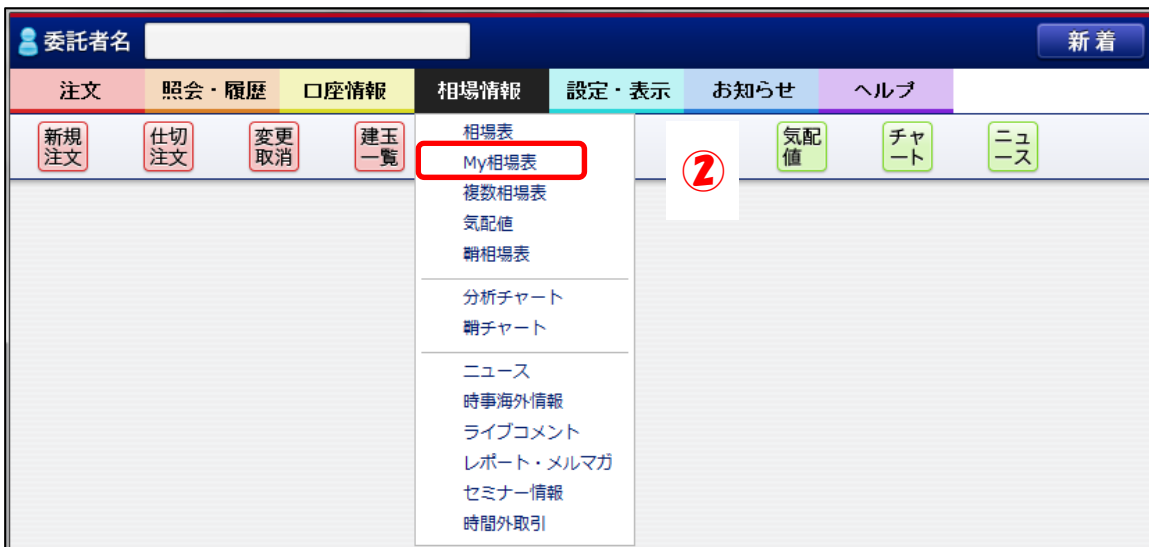 委託者名
新着
注文 照会・履歴 口座情報 相場情報 設定・表示 お知らせ ヘルプ
新規
注文
仕切
注文
変更
取消
建玉
一覧
気配
値
チャ
ート
ニュ
ース
相場表
My相場表
②
複数相場表
気配値
鞘相場表
分析チャート
鞘チャート
ニュース
時事海外情報
ライブコメント
レポート・メルマガ
セミナー情報
時間外取引